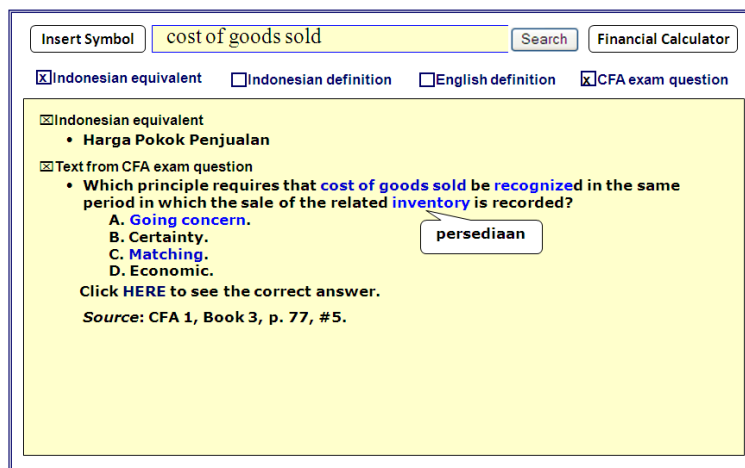 Insert Symbol cost of goods sold Search Financial Calculator
x Indonesian equivalent Indonesian definition English definition x CFA exam question
Indonesian equivalent
• Harga Pokok Penjualan
Text from CFA exam question
• Which principle requires that cost of goods sold be recognized in the same
period in which the sale of the related inventory is recorded?
A. Going concern.
persediaan
B. Certainty.
C. Matching.
D. Economic.
Click HERE to see the correct answer.
Source: CFA 1, Book 3, p. 77, #5.